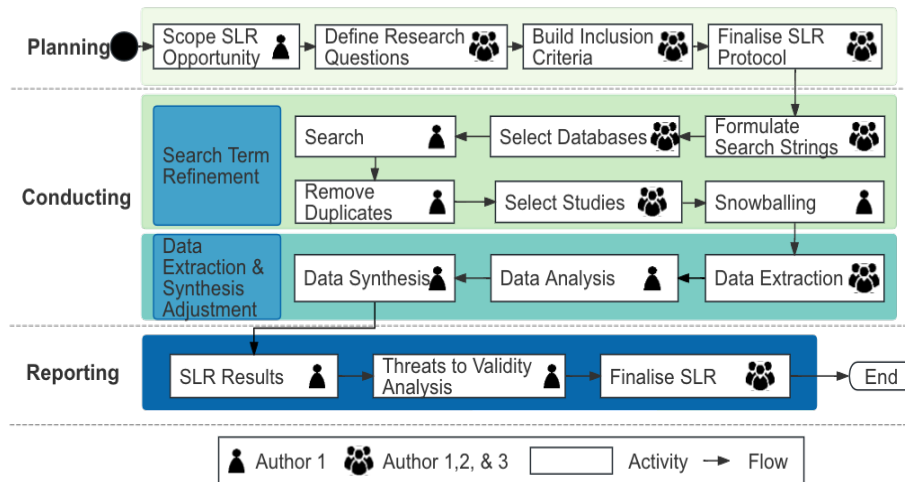 Planning
Scope SLR
Opportunity
Define Research
Questions
Build Inclusion
Criteria
Finalise SLR
Protocol
Conducting
Search Term
Refinement
Search
Select Databases
Formulate
Search Strings
Remove
Duplicates
Select Studies
Snowballing
Data
Extraction &
Synthesis
Adjustment
Data Synthesis
Data Analysis
Data Extraction
Reporting
SLR Results
Threats to Validity
Analysis
Finalise SLR
End
Author 1
Author 1,2, & 3
Activity
Flow